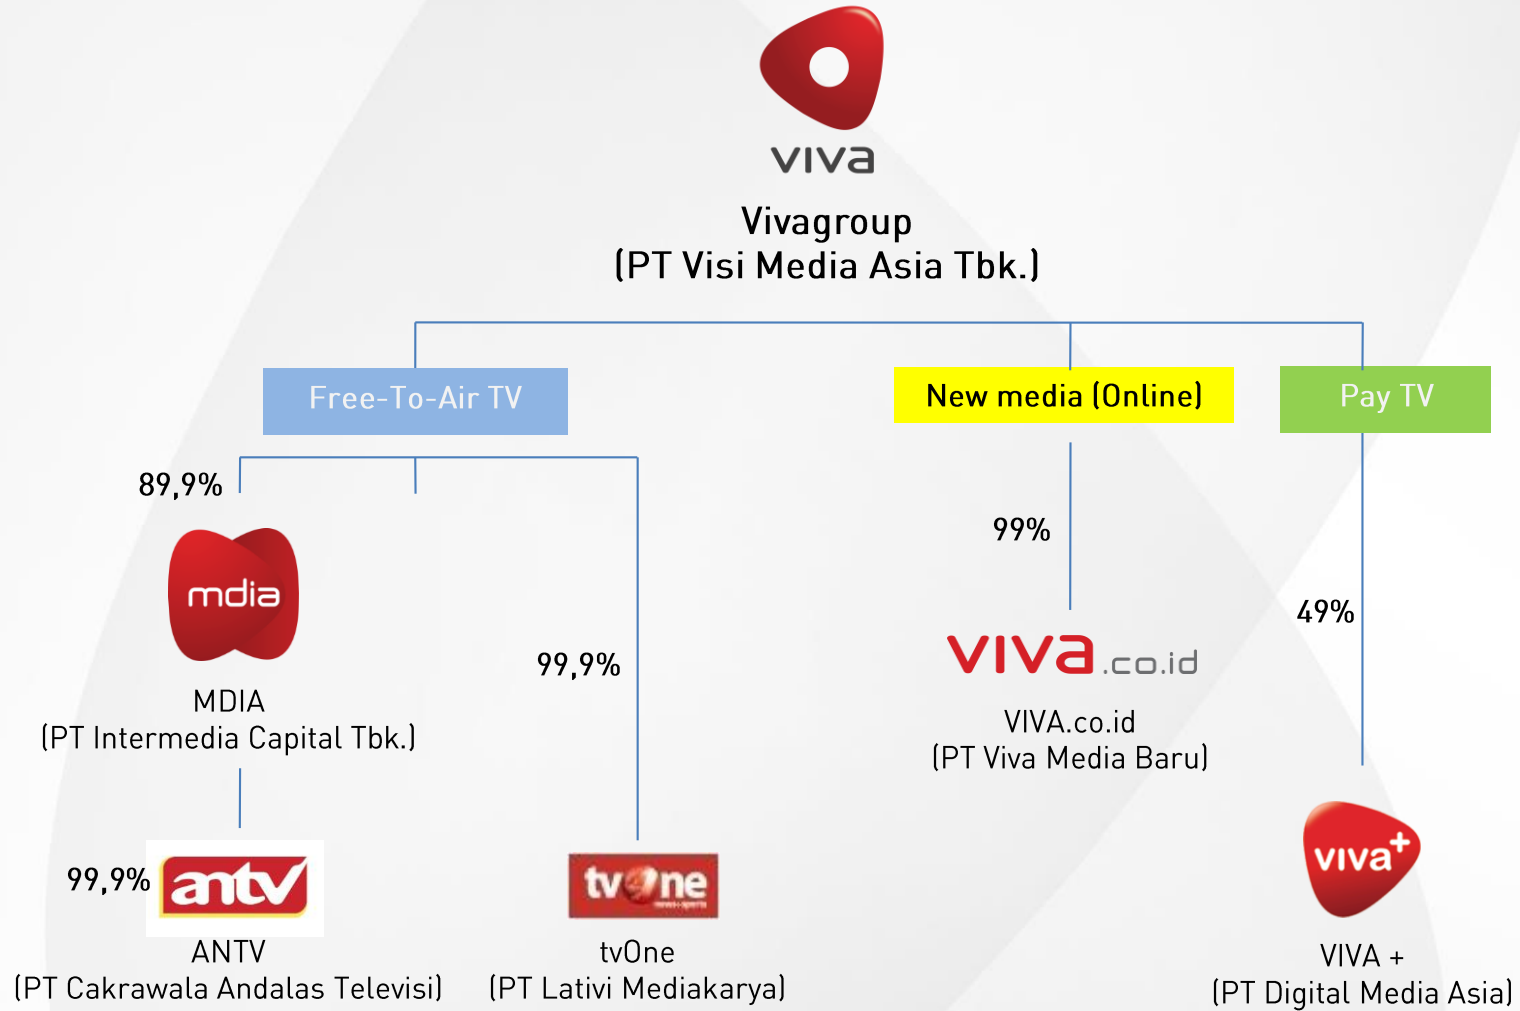 viva
Vivagroup
(PT Visi Media Asia Tbk.)
Free-To-Air TV
New media (Online)
Pay TV
89,9%
mdia
MDIA
(PT Intermedia Capital Tbk.)
99,9%
antv
ANTV
(PT Cakrawala Andalas Televisi)
99,9%
tvOne
news+sports
tvOne
(PT Lativi Mediakarya)
99%
viva.co.id
VIVA.co.id
(PT Viva Media Baru)
49%
viva+
VIVA +
(PT Digital Media Asia)